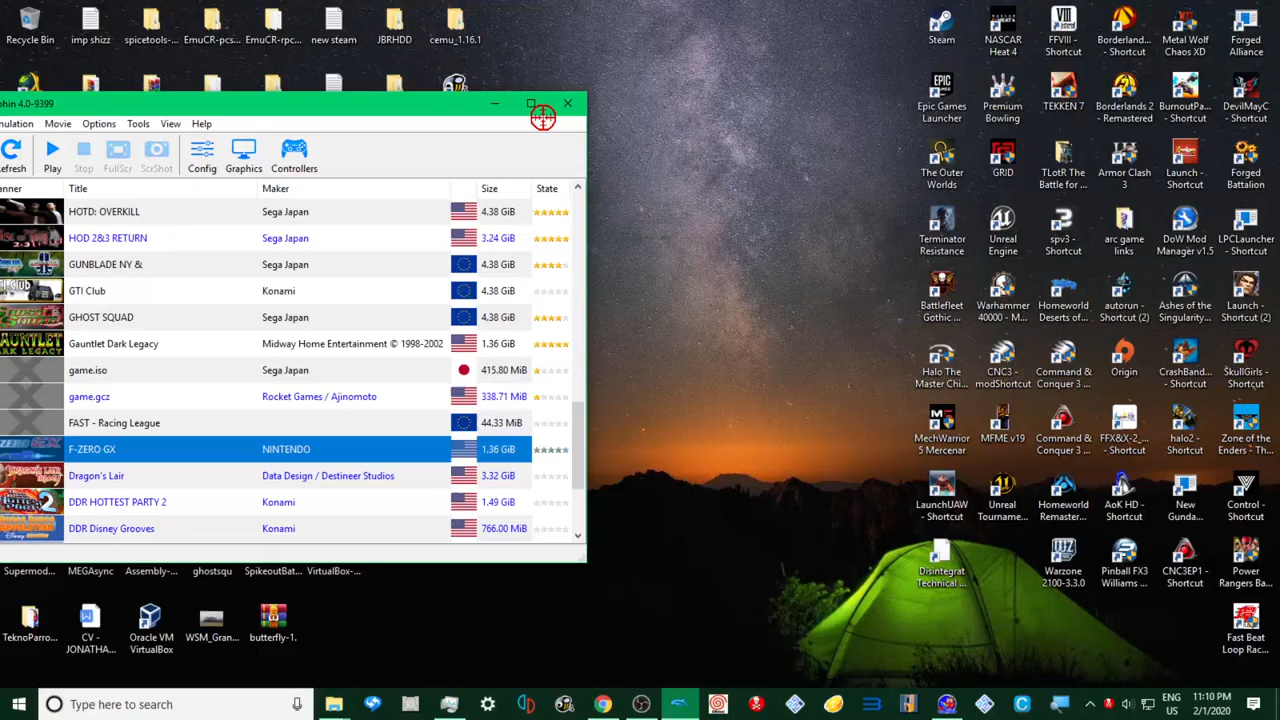 Recycle Bin
imp shizz
spicetools-...
EmuCR-pcs...
EmuCR-rpc...
new steam
JBRHDD
cemu_1.16.1
phin 4.0-9399
mulation Movie Options Tools View Help
efresh Play Stop FullScr ScrShot Config Graphics Controllers
anner Title Maker Size State
HOTD: OVERKILL Sega Japan 4.38 GiB
HOD 2&3 RETURN Sega Japan 3.24 GiB
GUNBLADE NY & Sega Japan 4.38 GiB
GTI Club Konami 4.38 GiB
GHOST SQUAD Sega Japan 4.38 GiB
Gauntlet Dark Legacy Midway Home Entertainment © 1998-2002 1.36 GiB
game.iso Sega Japan 415.80 MiB
game.gcz Rocket Games / Ajinomoto 338.71 MiB
FAST - Racing League 44.33 MiB
F-ZERO GX NINTENDO 1.36 GiB
Dragon's Lair Data Design / Destineer Studios 3.32 GiB
DDR HOTTEST PARTY 2 Konami 1.49 GiB
DDR Disney Grooves Konami 766.00 MiB
Supermod...
MEGAsync
Assembly-...
ghostsqu
SpikeoutBat...
VirtualBox-...
TeknoParro...
CV -
JONATHA...
Oracle VM
VirtualBox
WSM_Gran...
butterfly-1.
Steam
NASCAR
Heat 4
FFVIII -
Shortcut
Borderland...
- Shortcut
Metal Wolf
Chaos XD
Forged
Alliance
Epic Games
Launcher
Premium
Bowling
TEKKEN 7
Borderlands 2
- Remastered
BurnoutPa...
- Shortcut
DevilMayC
- Shortcut
The Outer
Worlds
GRID
TLotR The
Battle for ...
Armor Clash
3
Launch -
Shortcut
Forged
Battalion
Terminator
Resistance
Unreal
Engine
spv3 -
Shortcut
arc game
links
DoW Mod
Manager v1.5
LPCLauncher
- Shortcut
Battlefleet
Gothic ...
Warhammer
40000 - M...
Homeworld
Deserts of...
autorun -
Shortcut (2)
Ashes of the
Singularity...
Launch -
Shortcut (2)
Halo The
Master Chi...
CNC3 -
modShortcut
Command &
Conquer 3 ...
Origin
CrashBand...
- Shortcut
SkullGirls -
Shortcut
MechWarrior
5 Mercenar
MFME v19
Command &
Conquer 3 ...
FFX&X-2_...
- Shortcut
halo2 -
Shortcut
Zone of the
Enders - Th...
LaunchUAW
- Shortcut
Unreal
Tourname...
Homeworld
Remaster...
AoK HD -
Shortcut
New
Gunda...
Control -
Shortcut
Disintegrat
Technical ...
Warzone
2100-3.3.0
Pinball FX3
Williams ...
CNC3EP1 -
Shortcut
Power
Rangers Ba...
Fast Beat
Loop Rac...
Type here to search
ENG
US
11:10 PM
2/1/2020